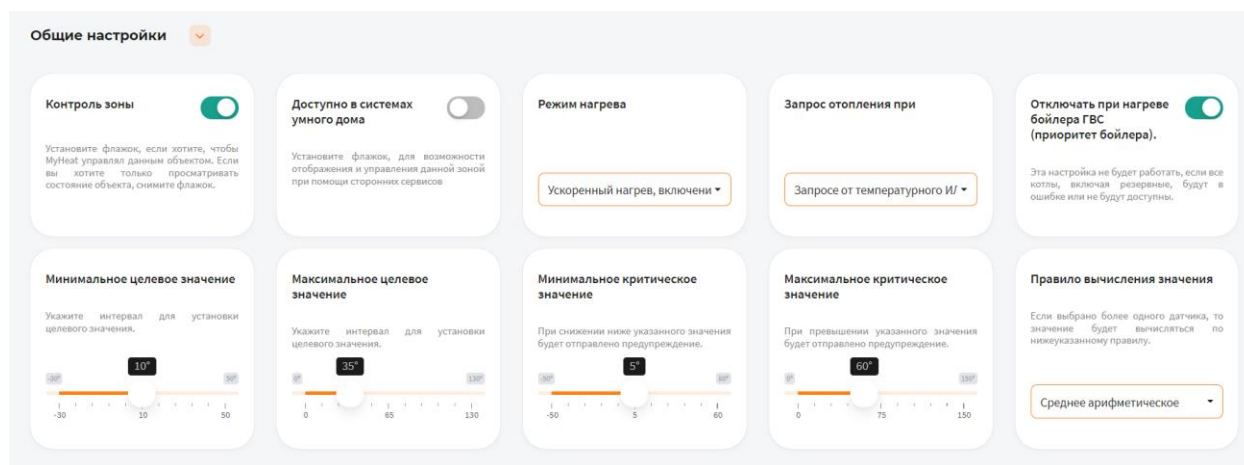 Общие настройки
Контроль зоны
Установите флажок, если хотите, чтобы
MyHeat управлял данным объектом. Если
вы хотите только просматривать
состояние объекта, снимите флажок.
Доступно в системах
умного дома
Установите флажок, для возможности
отображения и управления данной зоной
при помощи сторонних сервисов
Режим нагрева
Ускоренный нагрев, включени
Запрос отопления при
Запросе от температурного И/
Отключать при нагреве
бойлера ГВС
(приоритет бойлера).
Эта настройка не будет работать, если все
котлы, включая резервные, будут в
ошибке или не будут доступны.
Минимальное целевое значение
Укажите интервал для установки
целевого значения.
10°
-30° 50°
-30 10 50
Максимальное целевое
значение
Укажите интервал для установки
целевого значения.
35°
0° 130°
0 65 130
Минимальное критическое
значение
При снижении ниже указанного значения
будет отправлено предупреждение.
5°
-50° 60°
-50 5 60
Максимальное критическое
значение
При превышении указанного значения
будет отправлено предупреждение.
60°
0° 150°
0 75 150
Правило вычисления значения
Если выбрано более одного датчика, то
значение будет вычисляться по
нижеуказанному правилу.
Среднее арифметическое